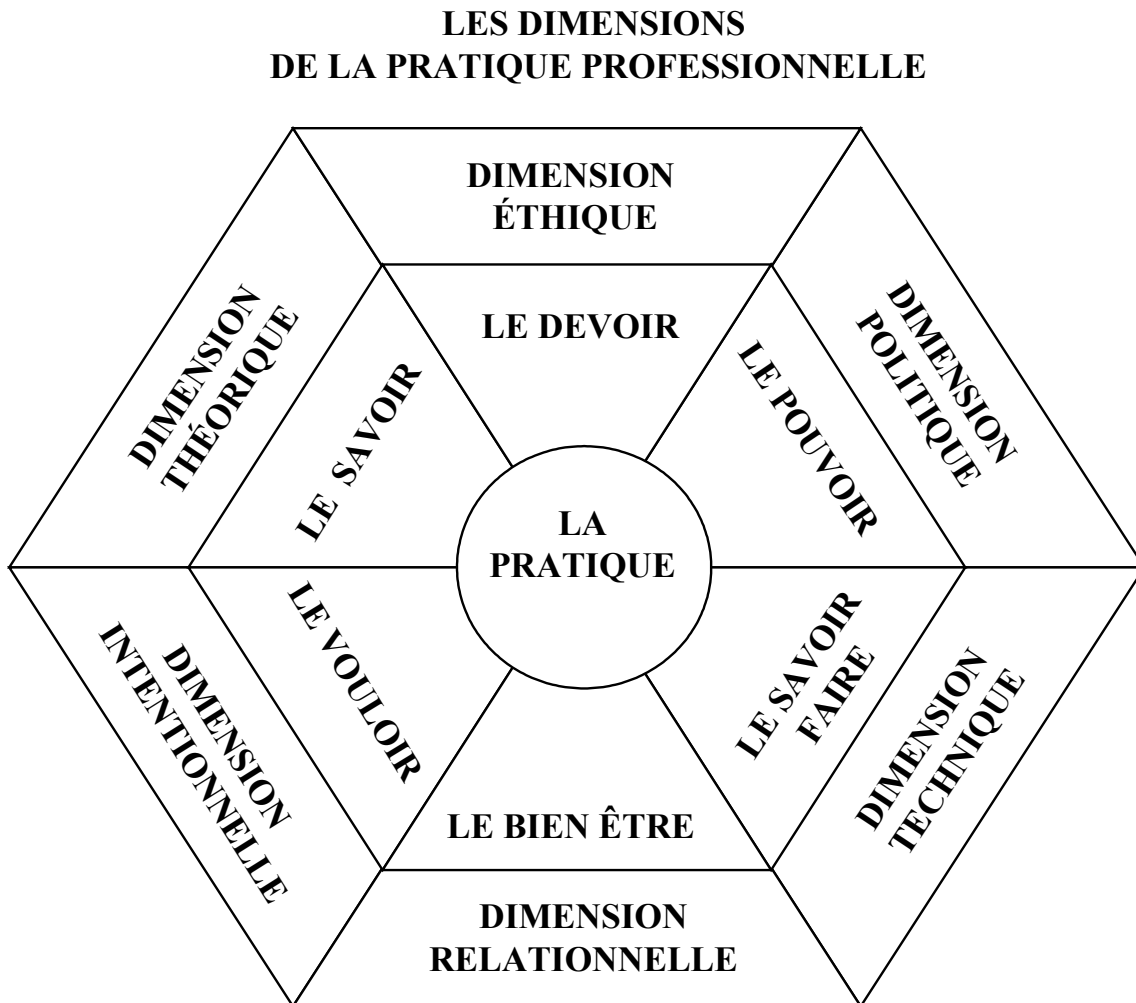 LES DIMENSIONS
DE LA PRATIQUE PROFESSIONNELLE
DIMENSION
ÉTHIQUE
LE DEVOIR
DIMENSION
THÉORIQUE
LE SAVOIR
LE POUVOIR
DIMENSION
POLITIQUE
LA
PRATIQUE
DIMENSION
INTENTIONNELLE
LE VOULOIR
LE SAVOIR
FAIRE
DIMENSION
TECHNIQUE
LE BIEN ÊTRE
DIMENSION
RELATIONNELLE